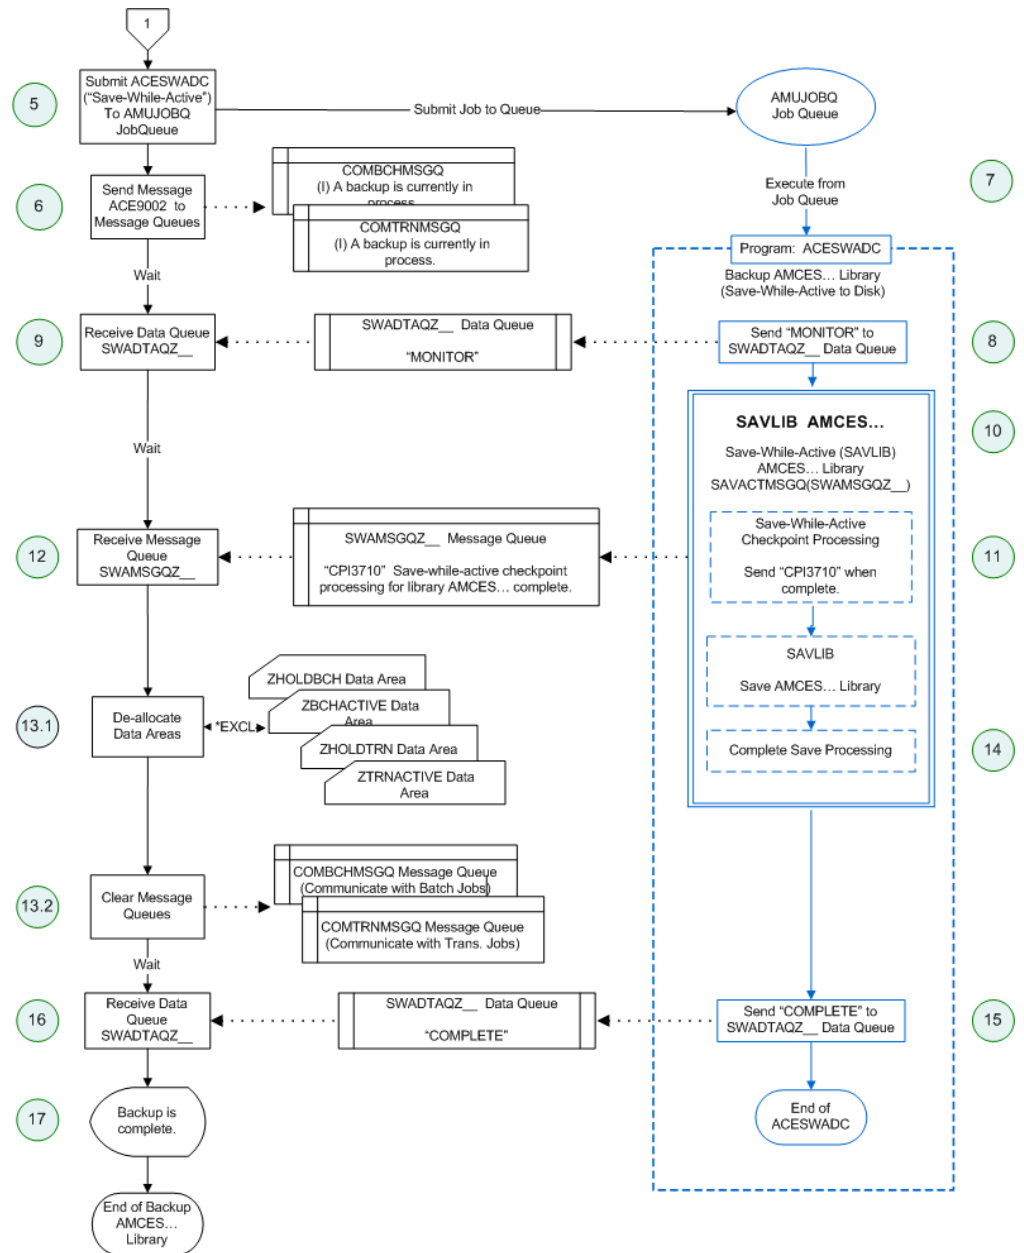 1
5
Submit ACESWADC
("Save-While-Active")
To AMUJOBQ
JobQueue
Submit Job to Queue
AMUJOBQ
Job Queue
6
Send Message
ACE9002 to
Message Queues
COMBCHMSGQ
(I) A backup is currently in
process.
COMTRNMSGQ
(I) A backup is currently in
process.
7
Execute from
Job Queue
Program: ACESWADC
Backup AMCES... Library
(Save-While-Active to Disk)
Wait
9
Receive Data Queue
SWADTAQZ__
SWADTAQZ__ Data Queue
"MONITOR"
Send "MONITOR" to
SWADTAQZ__ Data Queue
8
Wait
SAVLIB AMCES...
10
Save-While-Active (SAVLIB)
AMCES... Library
SAVACTMSGQ(SWAMSGQZ__)
12
Receive Message
Queue
SWAMSGQZ__
SWAMSGQZ__ Message Queue
"CPI3710" Save-while-active checkpoint
processing for library AMCES... complete.
Save-While-Active
Checkpoint Processing
Send "CPI3710" when
complete.
11
SAVLIB
Save AMCES... Library
13.1
De-allocate
Data Areas
*EXCL
ZHOLDBCH Data Area
ZBCHACTIVE Data
Area
ZHOLDTRN Data Area
ZTRNACTIVE Data
Area
Complete Save Processing
14
13.2
Clear Message
Queues
COMBCHMSGQ Message Queue
(Communicate with Batch Jobs)
COMTRNMSGQ Message Queue
(Communicate with Trans. Jobs)
Wait
16
Receive Data
Queue
SWADTAQZ__
SWADTAQZ__ Data Queue
"COMPLETE"
Send "COMPLETE" to
SWADTAQZ__ Data Queue
15
17
Backup is
complete.
End of
ACESWADC
End of Backup
AMCES...
Library